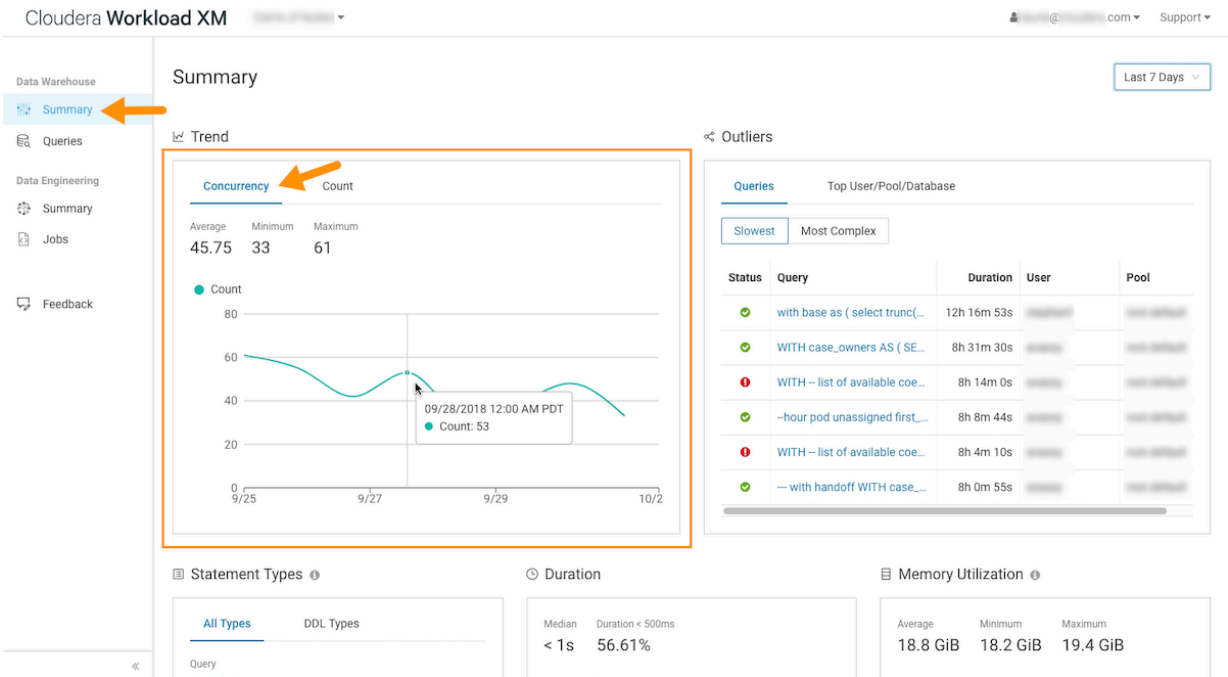 Cloudera Workload XM
@ .com Support
Data Warehouse
Summary
Queries
Data Engineering
Summary
Jobs
Feedback
«
Summary
Last 7 Days
Trend
Concurrency Count
Average Minimum Maximum
45.75 33 61
Count
80
60
40
20
0
9/25 9/27 9/29 10/2
09/28/2018 12:00 AM PDT
Count: 53
Outliers
Queries Top User/Pool/Database
Slowest Most Complex
Status Query Duration User Pool
with base as ( select trunc(... 12h 16m 53s
WITH case_owners AS ( SE... 8h 31m 30s
WITH -- list of available coe... 8h 14m 0s
--hour pod unassigned first_... 8h 8m 44s
WITH -- list of available coe... 8h 4m 10s
--- with handoff WITH case_... 8h 0m 55s
Statement Types
All Types DDL Types
Query
Duration
Median Duration < 500ms
< 1s 56.61%
Memory Utilization
Average Minimum Maximum
18.8 GiB 18.2 GiB 19.4 GiB